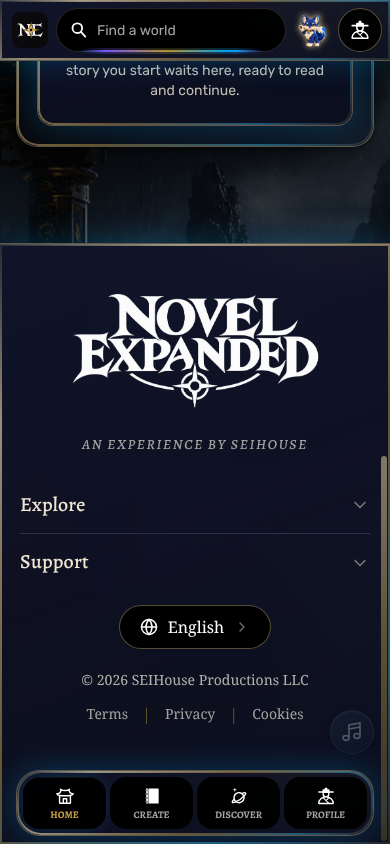 NE
Find a world
story you start waits here, ready to read
and continue.
NOVEL
EXPANDED
AN EXPERIENCE BY SEIHOUSE
Explore
Support
English
© 2026 SEIHouse Productions LLC
Terms | Privacy | Cookies
HOME CREATE DISCOVER PROFILE